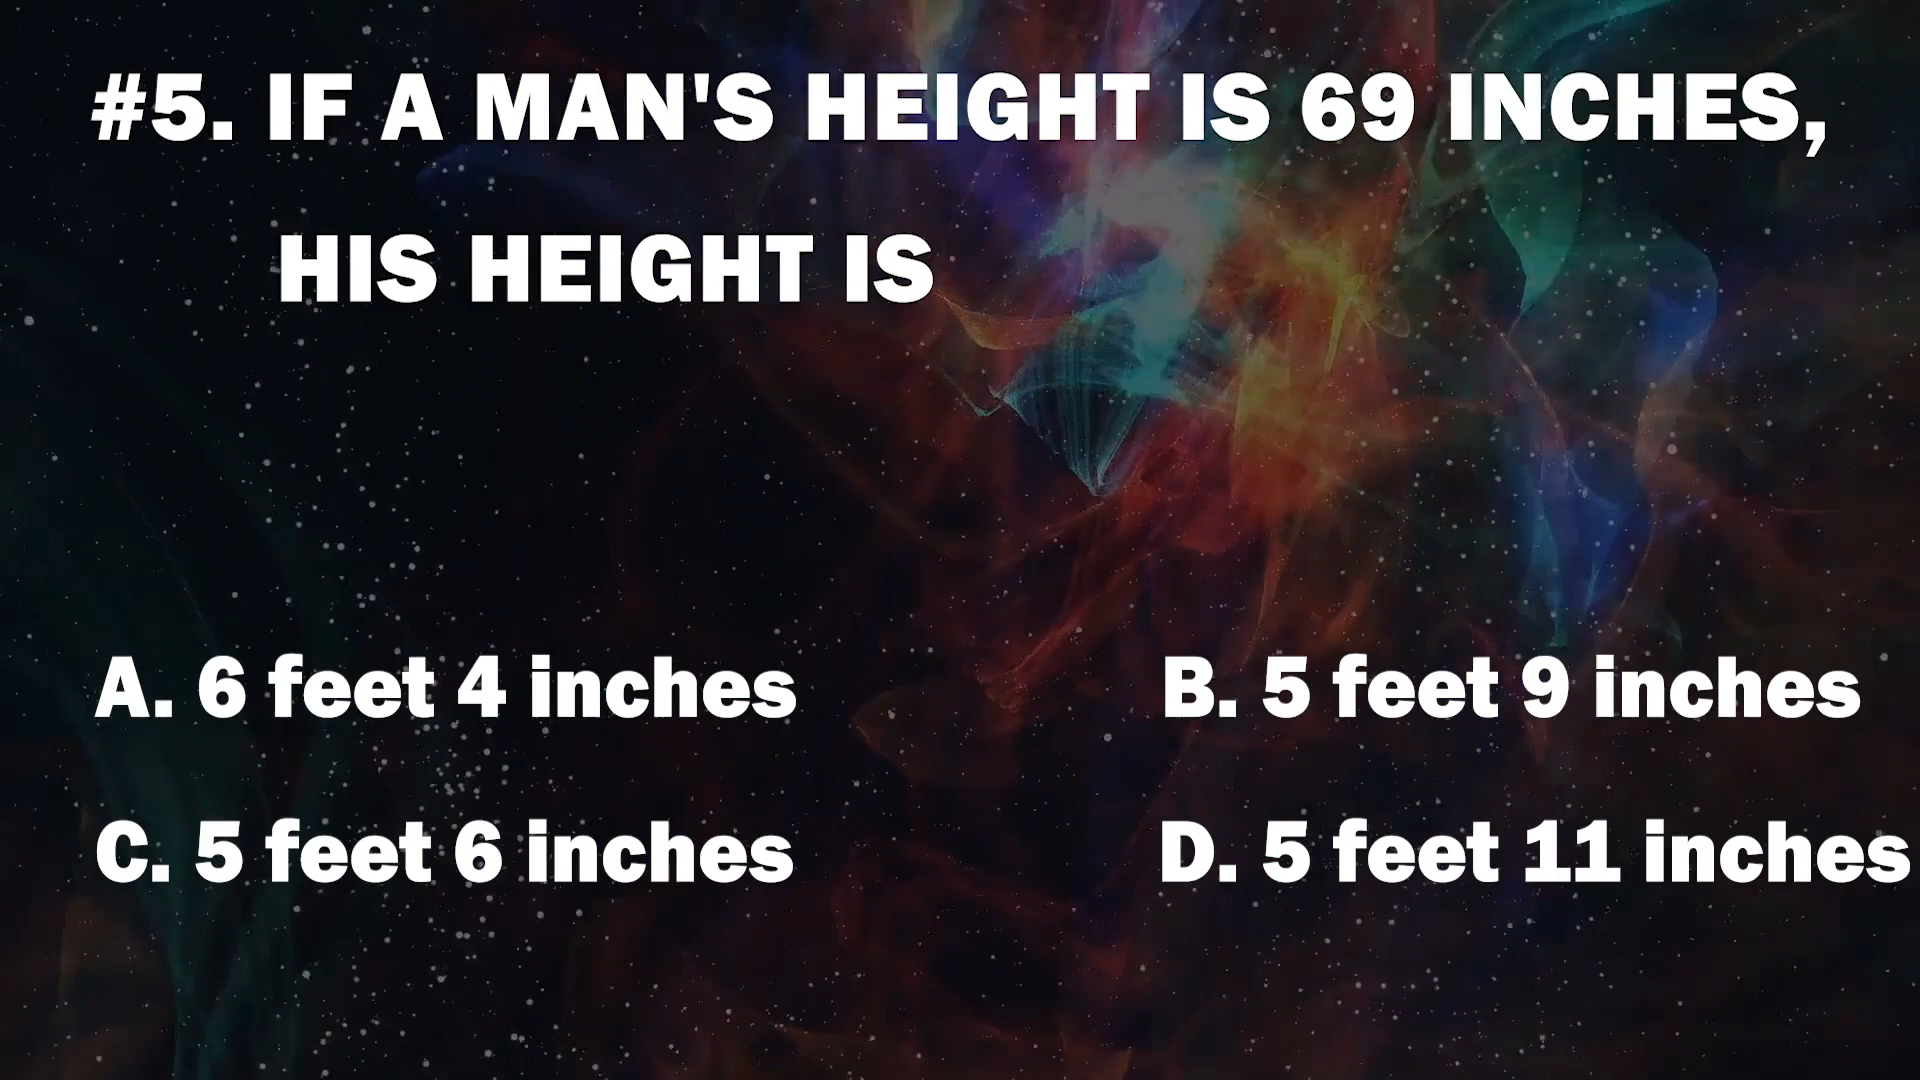 #5. IF A MAN'S HEIGHT IS 69 INCHES,
HIS HEIGHT IS
A. 6 feet 4 inches
B. 5 feet 9 inches
C. 5 feet 6 inches
D. 5 feet 11 inches